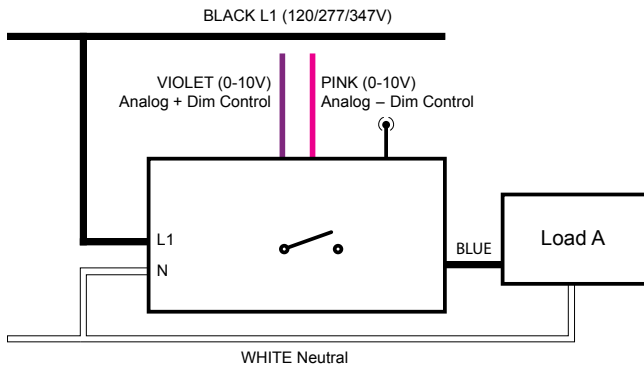 BLACK L1 (120/277/347V)
VIOLET (0-10V)
Analog + Dim Control
PINK (0-10V)
Analog – Dim Control
L1
N
BLUE
Load A
WHITE Neutral